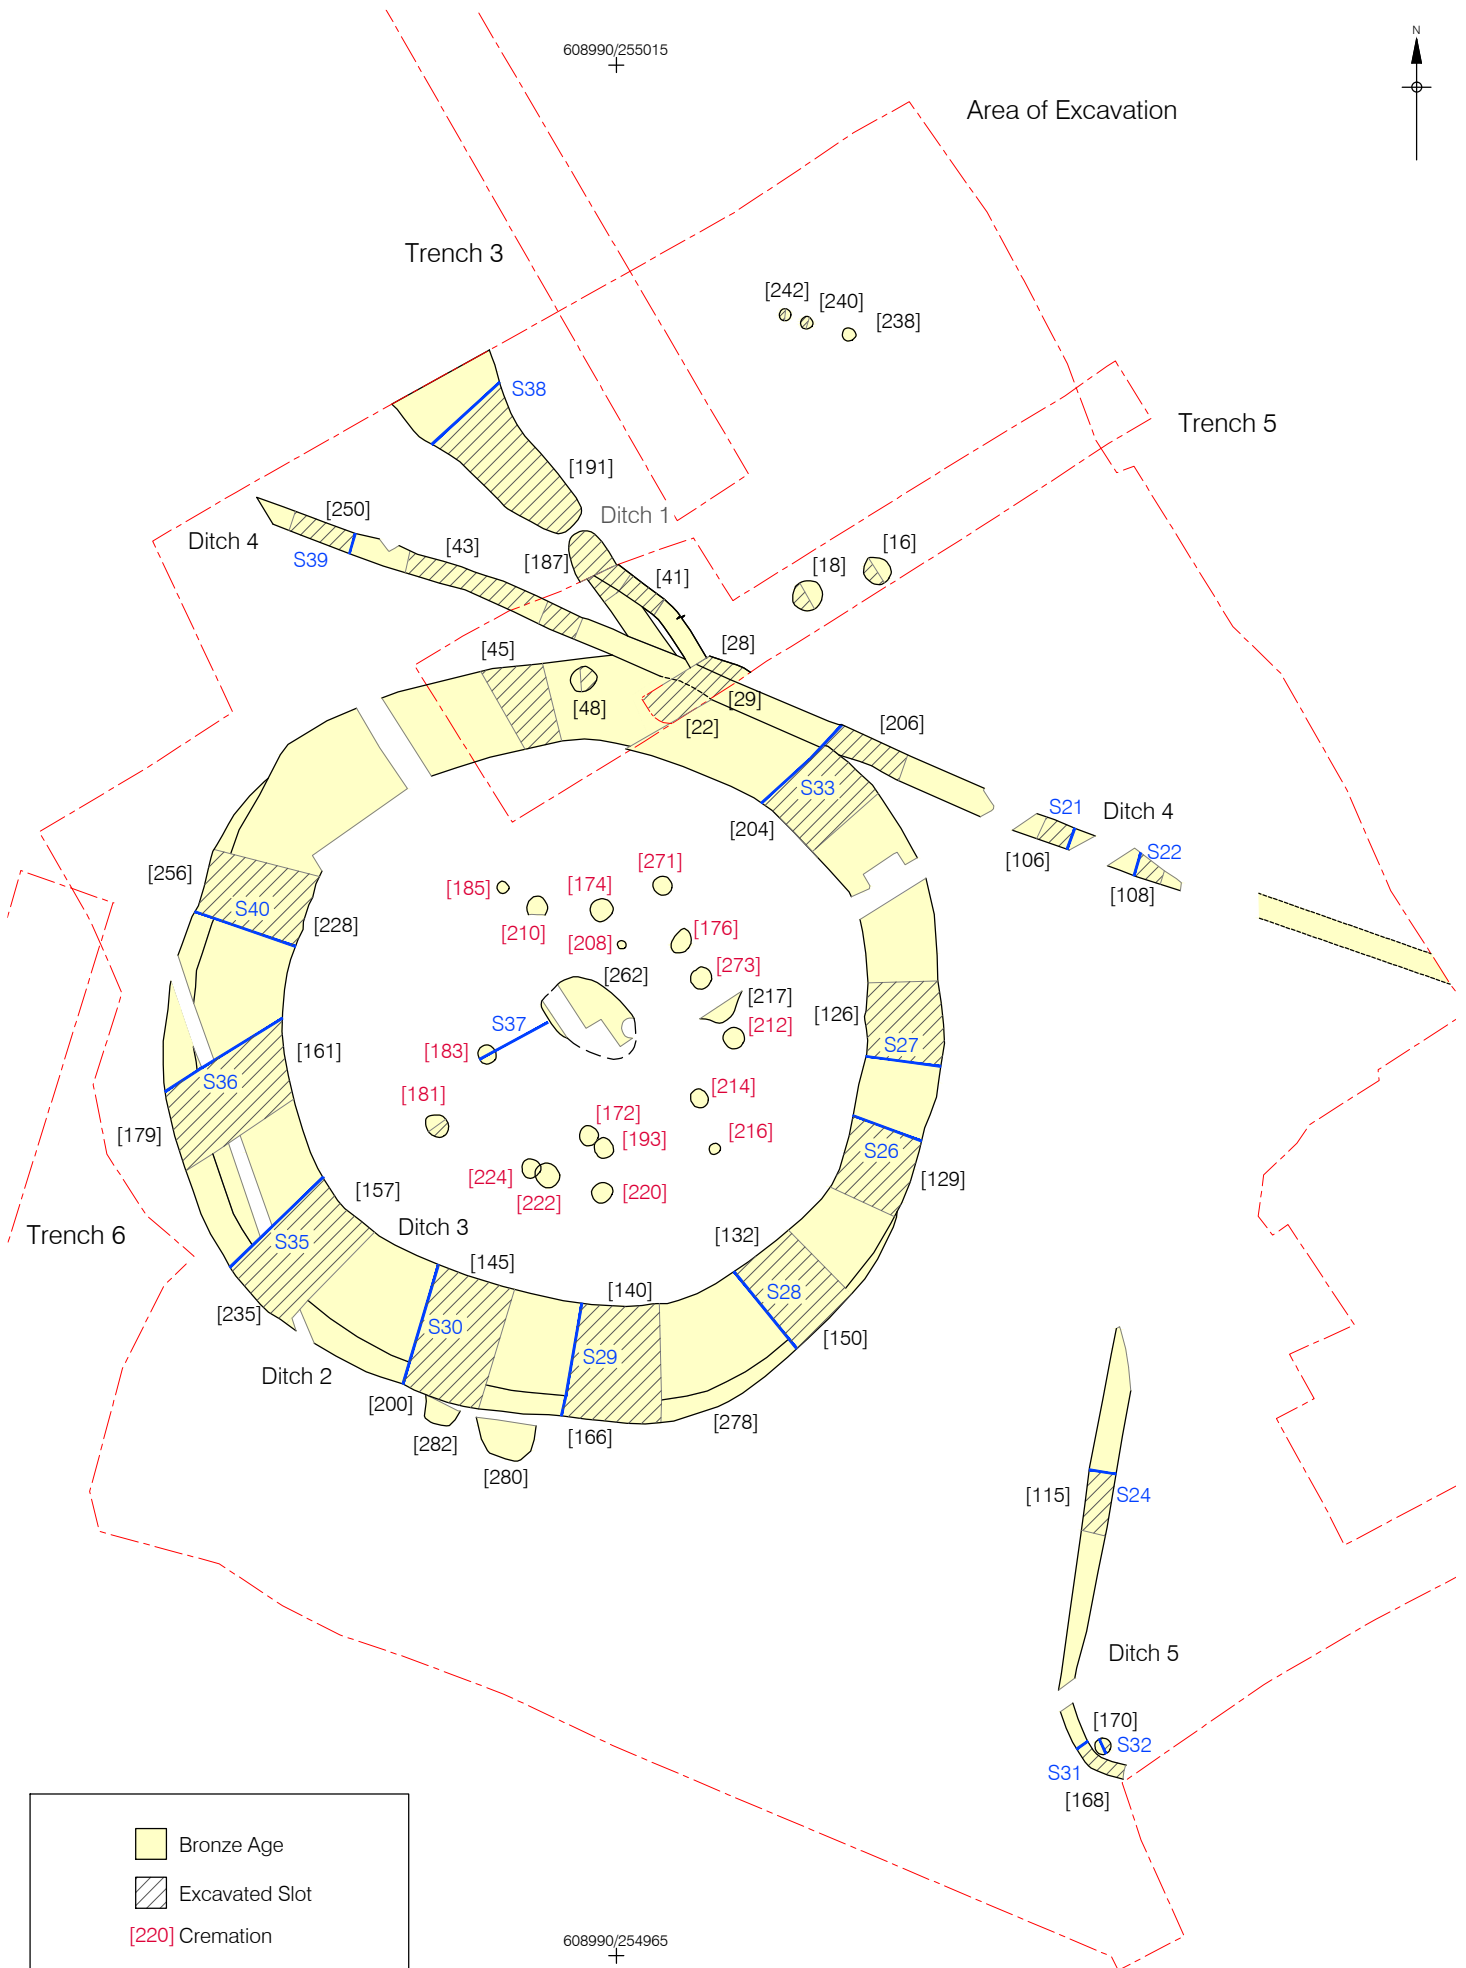 N
608990/255015
Area of Excavation
Trench 3
[242]
[240]
[238]
S38
Trench 5
[191]
[250]
Ditch 1
Ditch 4
[43]
S39
[187]
[41]
[18]
[16]
[45]
[28]
[48]
[29]
[22]
[206]
S33
[204]
S21
Ditch 4
[106]
S22
[108]
[256]
S40
[228]
[185]
[210]
[174]
[208]
[271]
[176]
[273]
[262]
[217]
[212]
[126]
S27
S37
[183]
[161]
S36
[181]
[179]
[172]
[193]
[214]
[216]
S26
[129]
[224]
[222]
[220]
[157]
Ditch 3
Trench 6
S35
[132]
[145]
[140]
S28
[235]
S30
S29
[150]
Ditch 2
[200]
[282]
[166]
[278]
[280]
[115]
S24
Ditch 5
[170]
S32
S31
[168]
Bronze Age
Excavated Slot
[220] Cremation
608990/254965